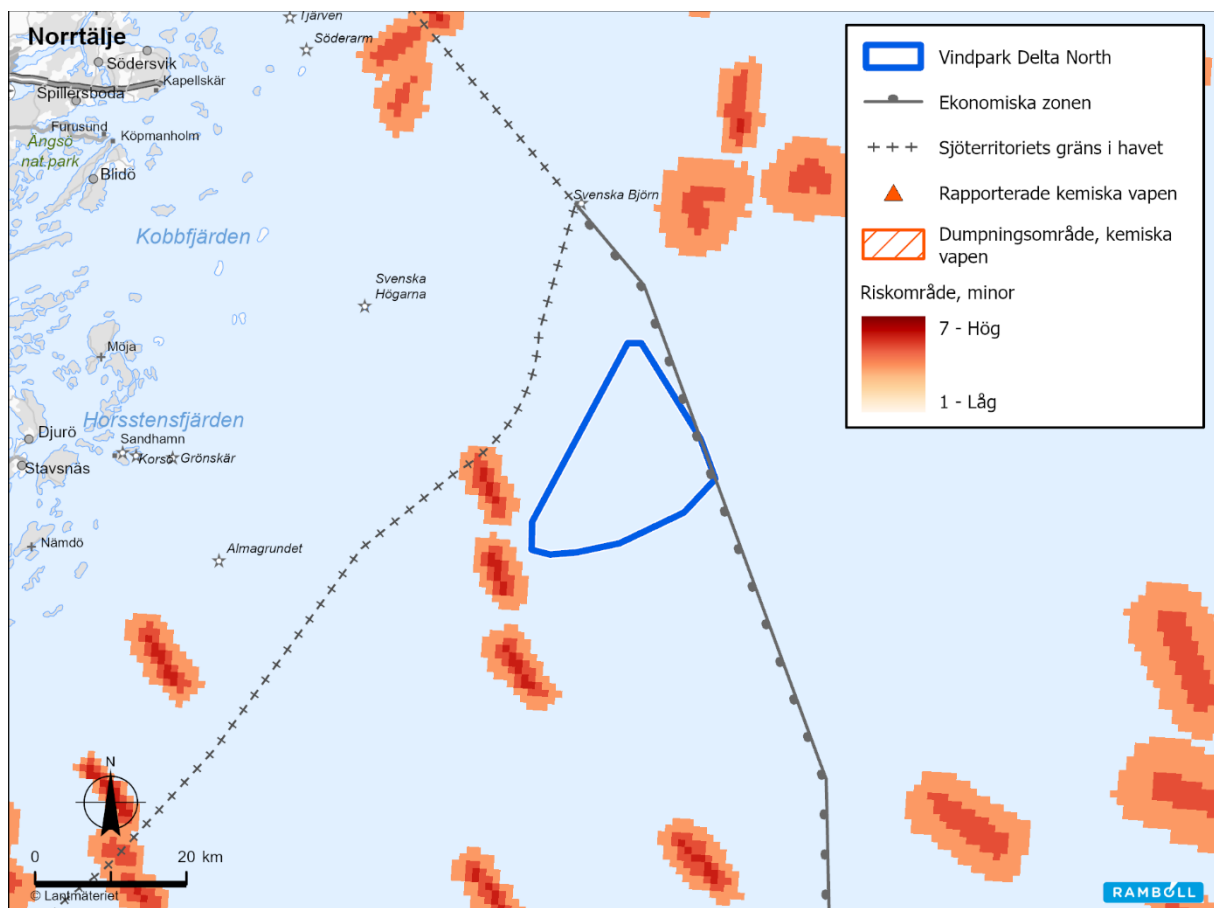 Norrtälje
Södersvik
Kapellskär
Spillersboda
Furusund
Köpmanholm
Ängsö
nat.park
Blidö
Tjärven
Söderarm
Svenska Björn
Kobbfjärden
Svenska
Högarna
Möja
Horsstensfjärden
Djurö
Sandhamn
Korsö
Grönskär
Stavsnäs
Nämdö
Almagrundet
Vindpark Delta North
Ekonomiska zonen
Sjöterritoriets gräns i havet
Rapporterade kemiska vapen
Dumpningsområde, kemiska
vapen
Riskområde, minor
7 - Hög
1 - Låg
N
0 20 km
© Lantmäteriet
RAMBOLL